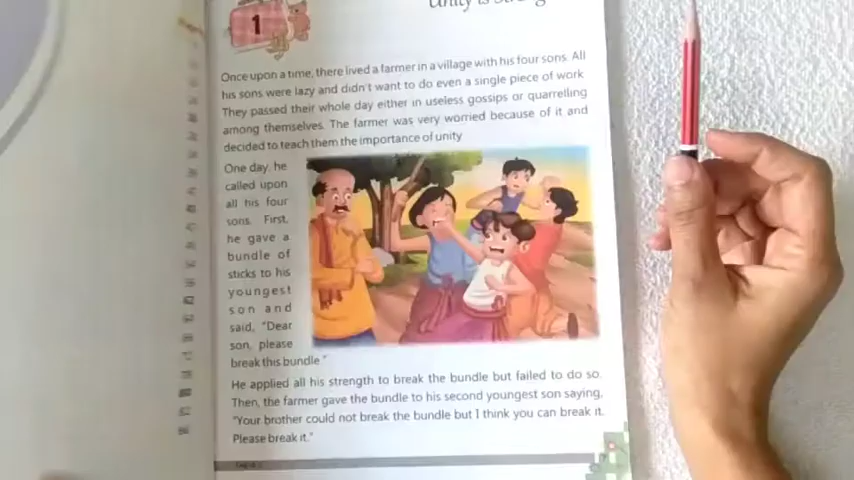 1
Unity is
Once upon a time, there lived a farmer in a village with his four sons. All
his sons were lazy and didn't want to do even a single piece of work
They passed their whole day either in useless gossips or quarrelling
among themselves. The farmer was very worried because of it and
decided to teach them the importance of unity
One day, he
called upon
all his four
sons. First,
he gave a
bundle of
sticks to his
youngest
son and
said, "Dear
son, please
break this bundle."
He applied all his strength to break the bundle but failed to do so.
Then, the farmer gave the bundle to his second youngest son saying,
"Your brother could not break the bundle but I think you can break it.
Please break it."